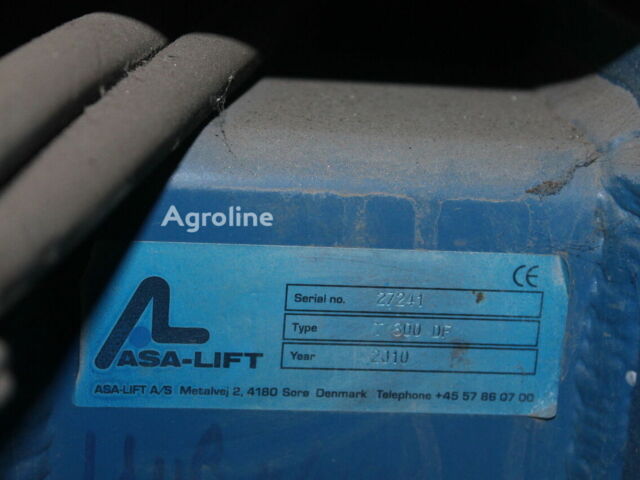 Agroline
CE
Serial no. 27241
Type 300 DF
Year 2010
ASA-LIFT
ASA-LIFT A/S Metalvej 2, 4180 Sorø Denmark Telephone +45 57 86 07 00